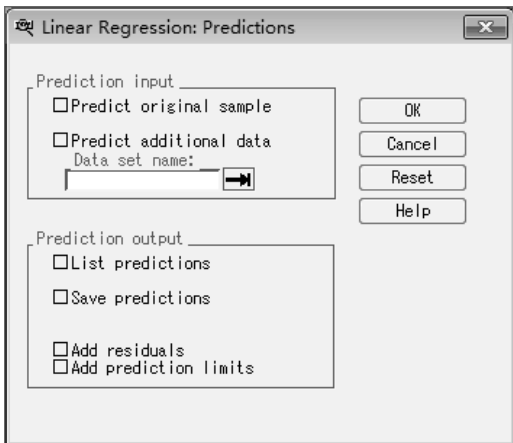 Linear Regression: Predictions
Prediction input
Predict original sample
Predict additional data
Data set name:
OK
Cancel
Reset
Help
Prediction output
List predictions
Save predictions
Add residuals
Add prediction limits